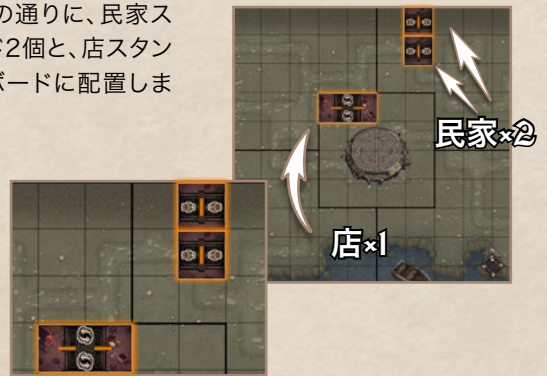 の通りに、民家ス
2個と、店スタン
ボードに配置しま
民家×2
店×1